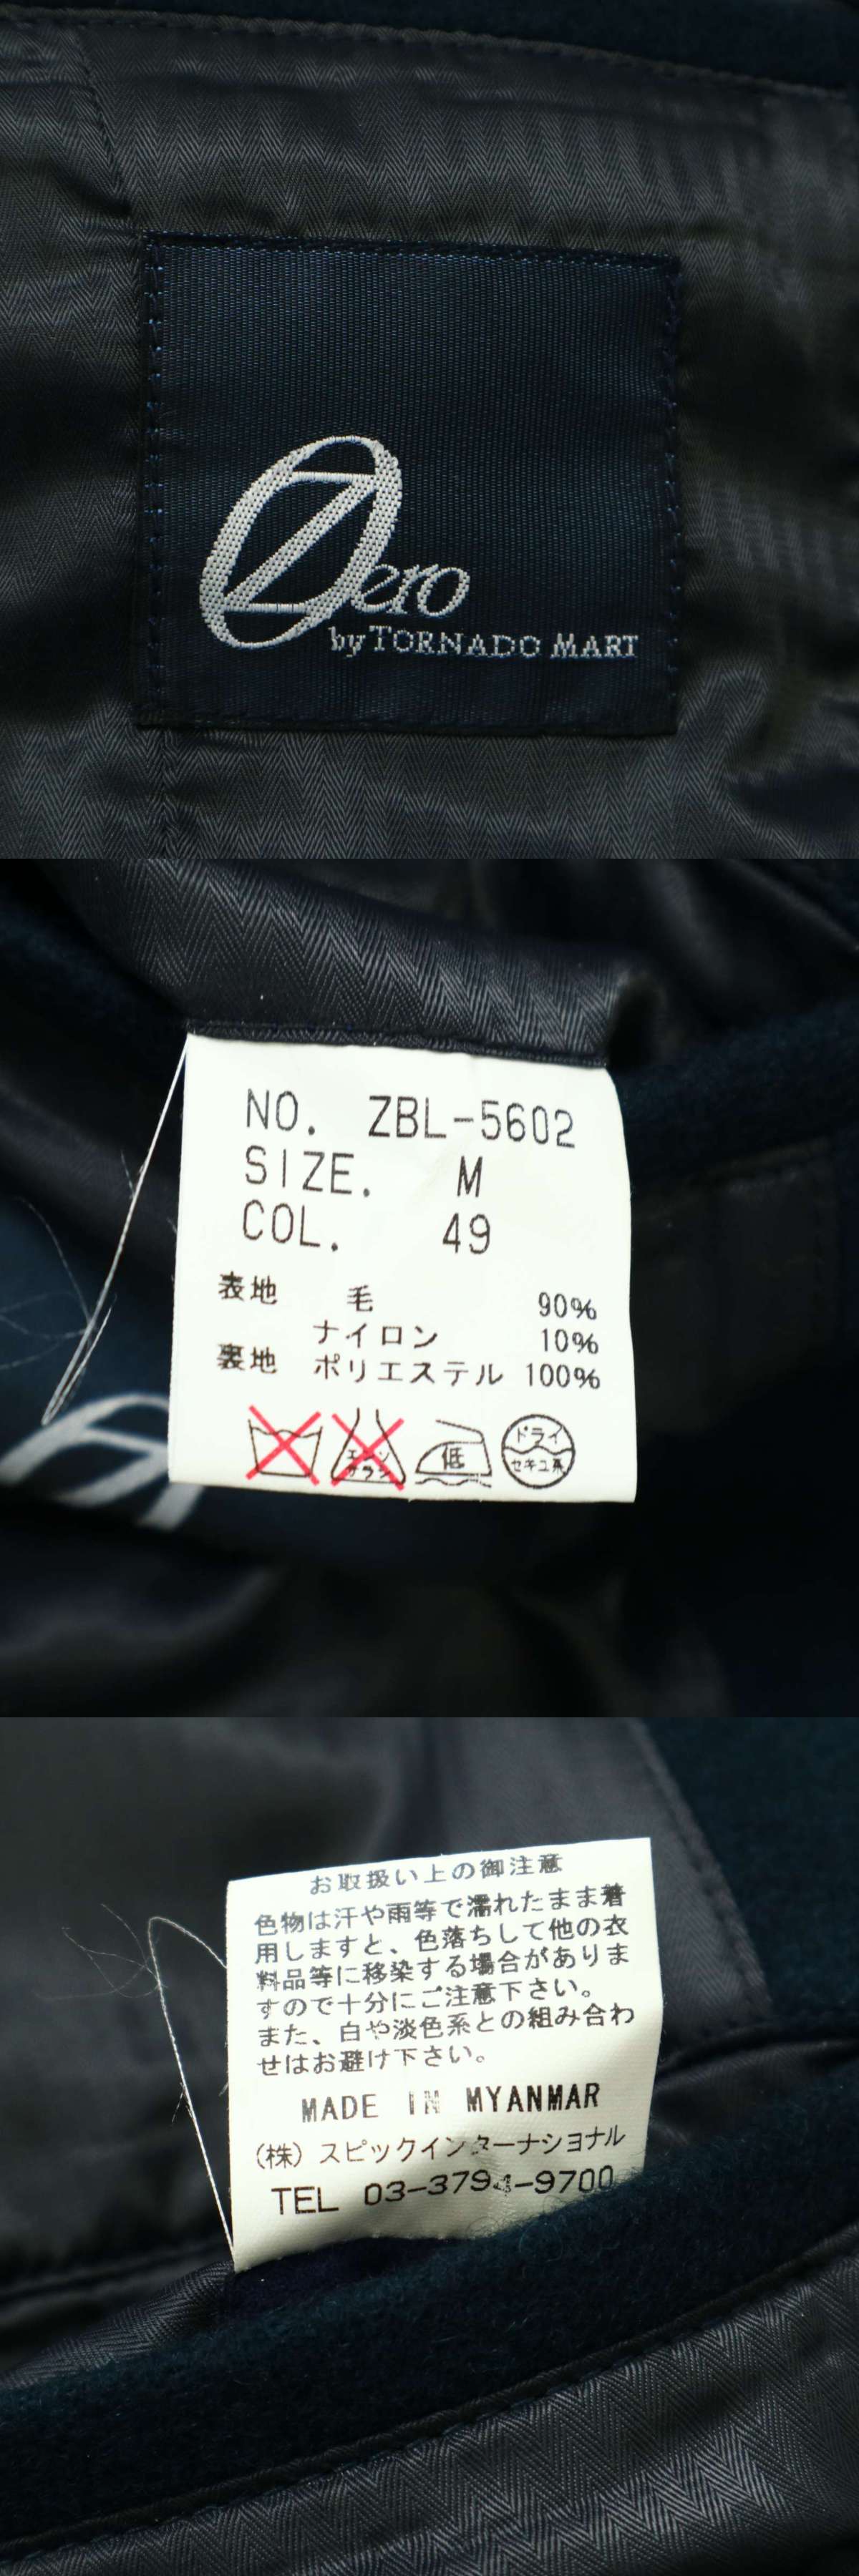 Zero
by TORNADO MART
NO. ZBL-5602
SIZE. M
COL. 49
表地 毛 90%
ナイロン 10%
裏地 ポリエステル 100%
エンソ
サラシ
低
ドライ
セキユ系
お取扱い上の御注意
色物は汗や雨等で濡れたまま着
用しますと、色落ちして他の衣
料品等に移染する場合がありま
すので十分にご注意下さい。
また、白や淡色系との組み合わ
せはお避け下さい。
MADE IN MYANMAR
(株)スピックインターナショナル
TEL 03-3794-9700